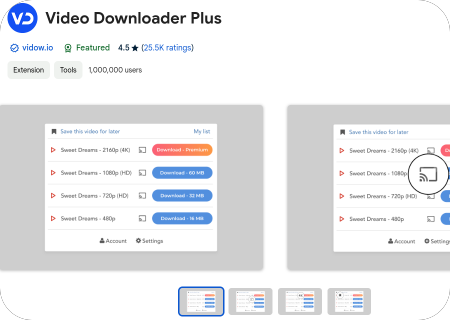 VD Video Downloader Plus
vidow.io Featured 4.5 ★ (25.5K ratings)
Extension Tools 1,000,000 users
Save this video for later My list
Sweet Dreams - 2160p (4K) Download - Premium
Sweet Dreams - 1080p (HD) Download - 60 MB
Sweet Dreams - 720p (HD) Download - 32 MB
Sweet Dreams - 480p Download - 16 MB
Account Settings
Save this video for later
Sweet Dreams - 2160p (4K)
Sweet Dreams - 1080p
Sweet Dreams - 720p (HD)
Sweet Dreams - 480p
Account Settings